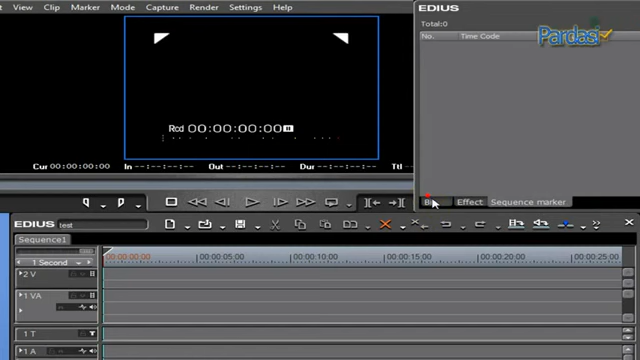 View Clip Marker Mode Capture Render Settings Help
EDIUS
Total:0
No. Time Code
Pardasi
Rcd 00:00:00:00
Cur 00:00:00:00 In --:--:--:-- Out --:--:--:-- Dur --:--:--:-- Ttl
Effect Sequence marker
EDIUS test
Sequence1
1 Second
00:00:00:00 00:00:05:00 00:00:10:00 00:00:15:00 00:00:20:00 00:00:25:00
2 V
1 VA
1 T
1 A